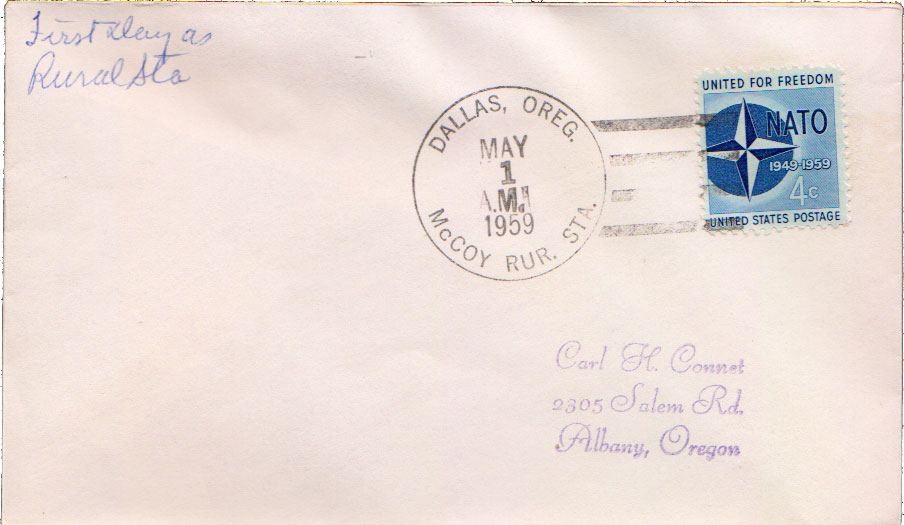 First Day as
Rural Sta
DALLAS, OREG.
MAY
1
A.M.
1959
McCOY RUR. STA.
UNITED FOR FREEDOM
NATO
1949-1959
4c
UNITED STATES POSTAGE
Carl H. Connet
2305 Salem Rd.
Albany, Oregon